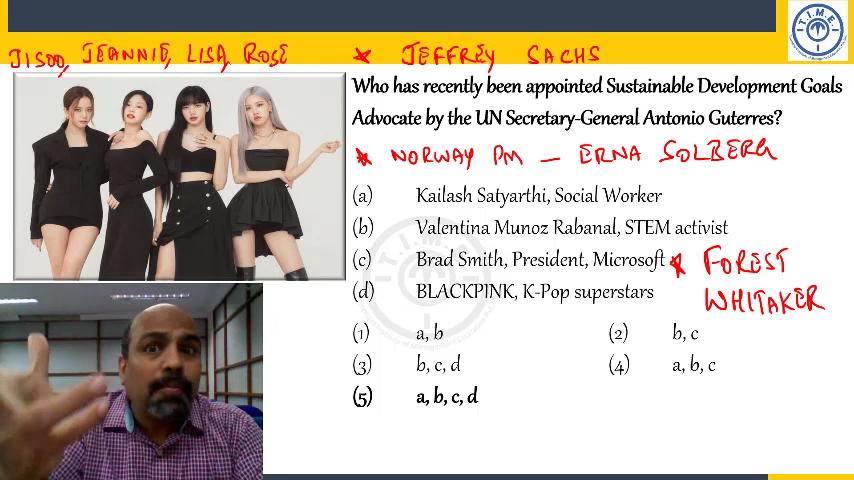 T.I.M.E.
JISOO, JEANNIE, LISA, ROSE
★ JEFFREY SACHS
Who has recently been appointed Sustainable Development Goals
Advocate by the UN Secretary-General Antonio Guterres?
★ NORWAY PM – ERNA SOLBERG
(a) Kailash Satyarthi, Social Worker
(b) Valentina Munoz Rabanal, STEM activist
(c) Brad Smith, President, Microsoft ★ FOREST
(d) BLACKPINK, K-Pop superstars WHITAKER
(1) a, b (2) b, c
(3) b, c, d (4) a, b, c
(5) a, b, c, d